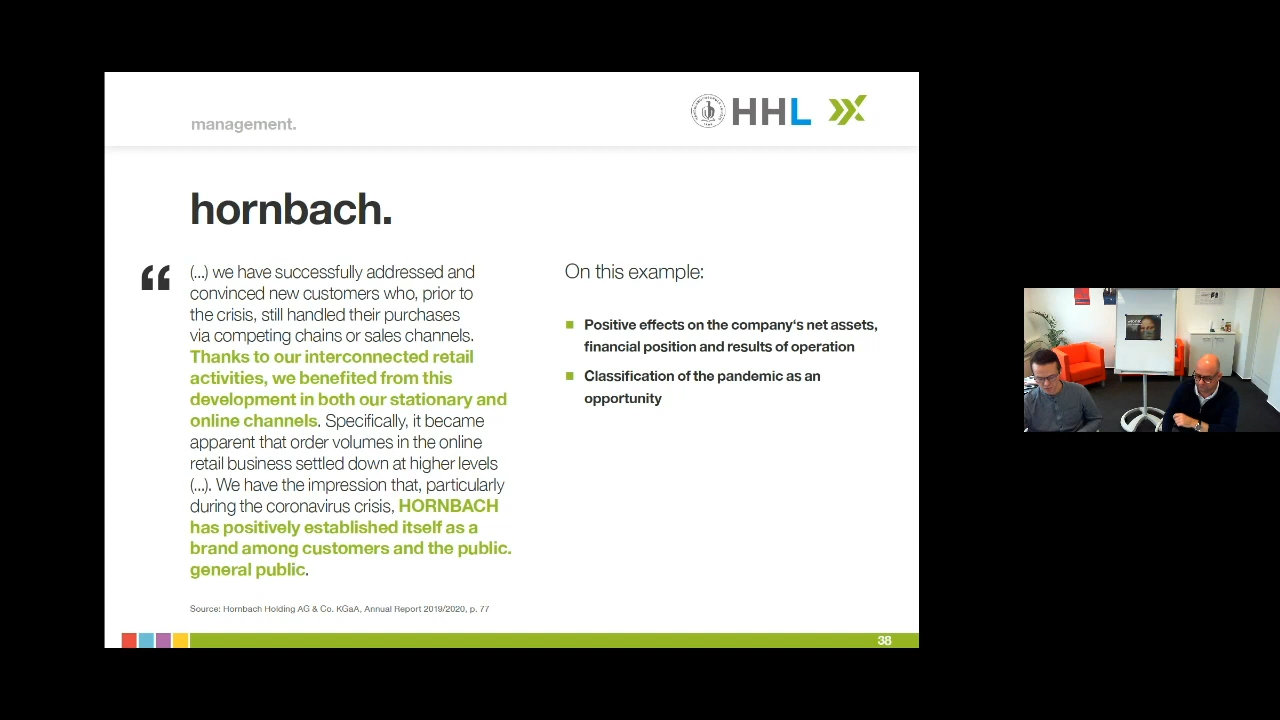 management.
HHL
hornbach.
“
(...) we have successfully addressed and
convinced new customers who, prior to
the crisis, still handled their purchases
via competing chains or sales channels.
Thanks to our interconnected retail
activities, we benefited from this
development in both our stationary and
online channels. Specifically, it became
apparent that order volumes in the online
retail business settled down at higher levels
(...). We have the impression that, particularly
during the coronavirus crisis, HORNBACH
has positively established itself as a
brand among customers and the public.
general public.
Source: Hornbach Holding AG & Co. KGaA, Annual Report 2019/2020, p. 77
On this example:
Positive effects on the company's net assets,
financial position and results of operation
Classification of the pandemic as an
opportunity
38